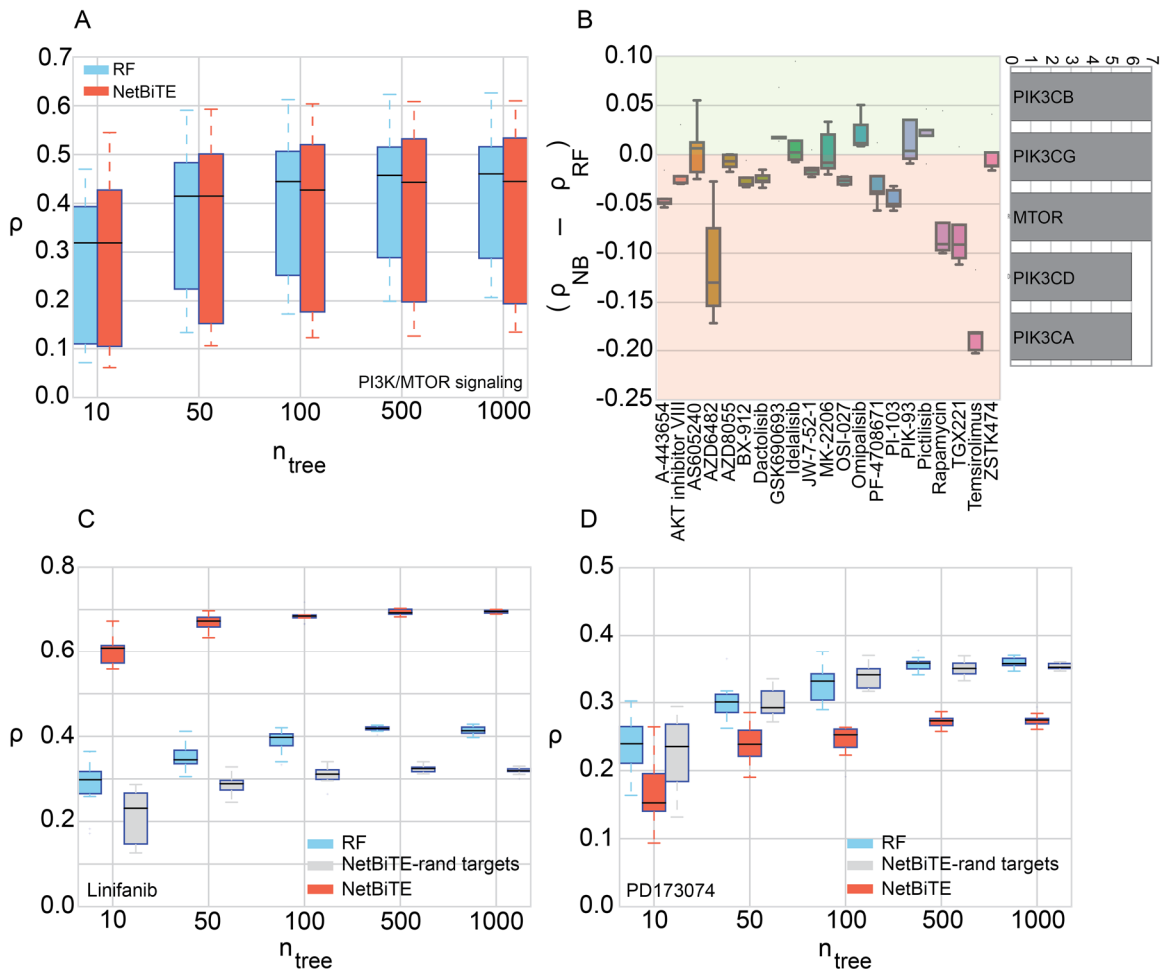 A
0.7
0.6
0.5
0.4
0.3
0.2
0.1
0.0
ρ
RF
NetBiTE
PI3K/MTOR signaling
10 50 100 500 1000
n tree
B
0.10
0.05
0.0
-0.05
-0.10
-0.15
-0.20
-0.25
( ρ NB – ρ RF )
A-443654
AKT inhibitor VIII
AS605240
AZD6482
AZD8055
BX-912
Dactolisib
GSK690693
Idelalisib
JW-7-52-1
MK-2206
OSI-027
Omipalisib
PF-4708671
PI-103
PIK-93
Pictilisib
Rapamycin
TGX221
Temsirolimus
ZSTK474
0 1 2 3 4 5 6 7
PIK3CB
PIK3CG
MTOR
PIK3CD
PIK3CA
C
0.8
0.6
0.4
0.2
0.0
ρ
RF
NetBiTE-rand targets
NetBiTE
Linifanib
10 50 100 500 1000
n tree
D
0.5
0.4
0.3
0.2
0.1
0.0
ρ
RF
NetBiTE-rand targets
NetBiTE
PD173074
10 50 100 500 1000
n tree